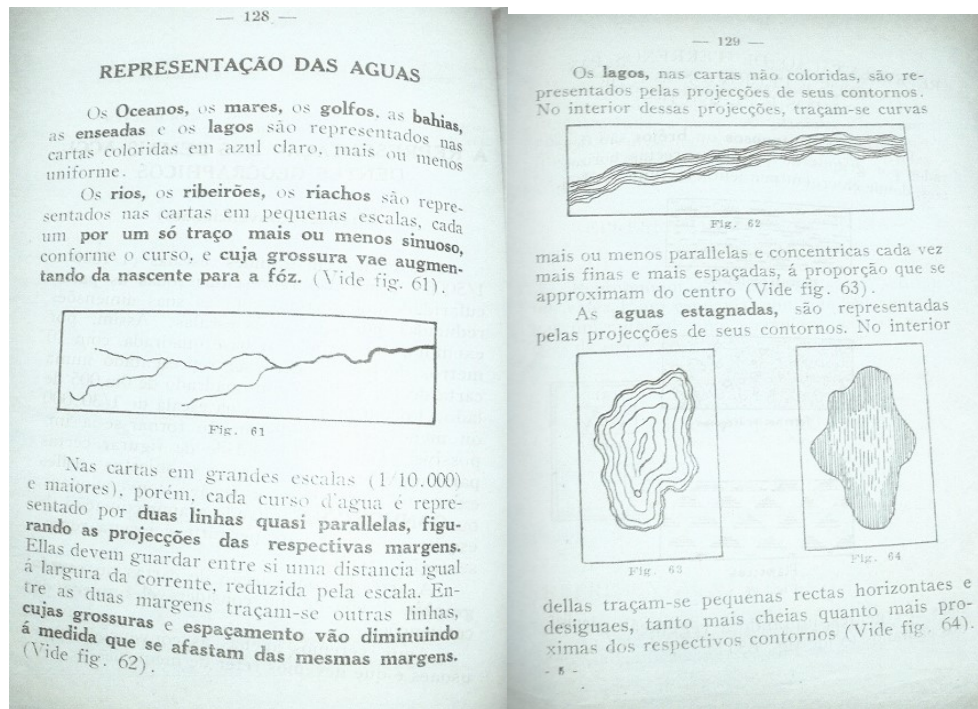 — 128 —
REPRESENTAÇÃO DAS AGUAS
Os Oceanos, os mares, os golfos, as bahias,
as enseadas e os lagos são representados nas
cartas coloridas em azul claro, mais ou menos
uniforme.
Os rios, os ribeirões, os riachos são repre-
sentados nas cartas em pequenas escalas, cada
um por um só traço mais ou menos sinuoso,
conforme o curso, e cuja grossura vae augmen-
tando da nascente para a fóz. (Vide fig. 61).
Fig. 61
Nas cartas em grandes escalas (1/10.000)
e maiores), porém, cada curso d'agua é repre-
sentado por duas linhas quasi parallelas, figu-
rando as projecções das respectivas margens.
Ellas devem guardar entre si uma distancia igual
á largura da corrente, reduzida pela escala. En-
tre as duas margens traçam-se outras linhas,
cujas grossuras e espaçamento vão diminuindo
á medida que se afastam das mesmas margens.
(Vide fig. 62).
— 129 —
Os lagos, nas cartas não coloridas, são re-
presentados pelas projecções de seus contornos.
No interior dessas projecções, traçam-se curvas
Fig. 62
mais ou menos parallelas e concentricas cada vez
mais finas e mais espaçadas, á proporção que se
approximam do centro (Vide fig. 63).
As aguas estagnadas, são representadas
pelas projecções de seus contornos. No interior
Fig. 63
Fig. 64
dellas traçam-se pequenas rectas horizontaes e
desiguaes, tanto mais cheias quanto mais pro-
ximas dos respectivos contornos (Vide fig. 64).
- 5 -